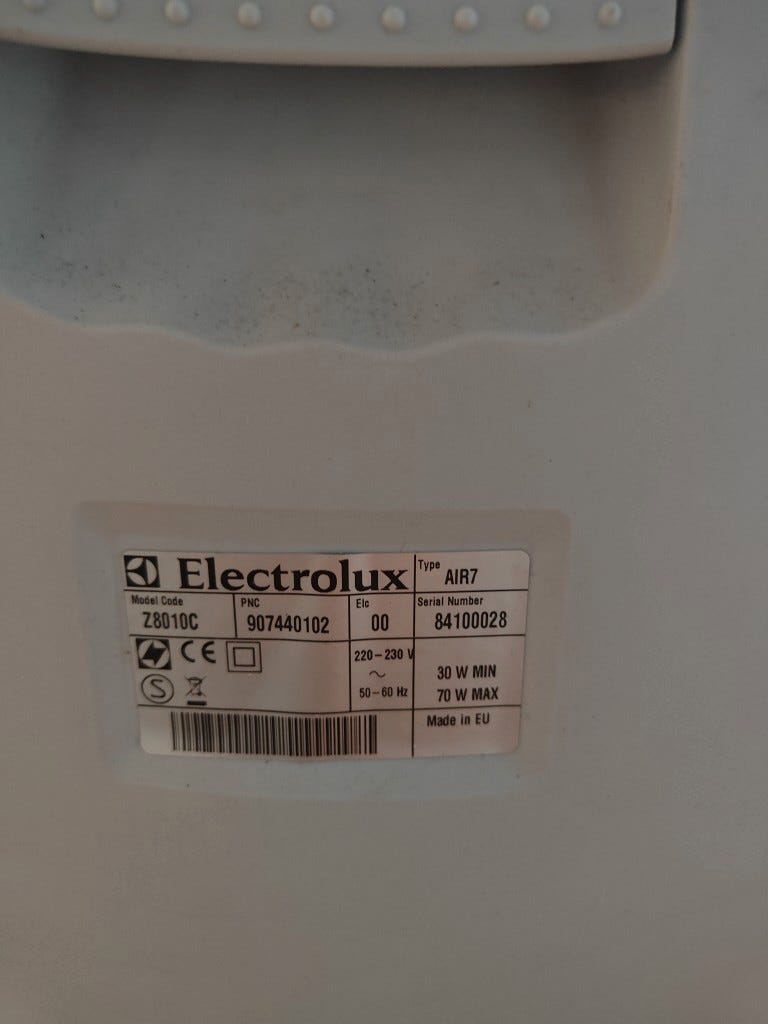 Electrolux
Type AIR7
Model Code Z8010C
PNC 907440102
Elc 00
Serial Number 84100028
CE
S
220-230 V
~
50-60 Hz
30 W MIN
70 W MAX
Made in EU